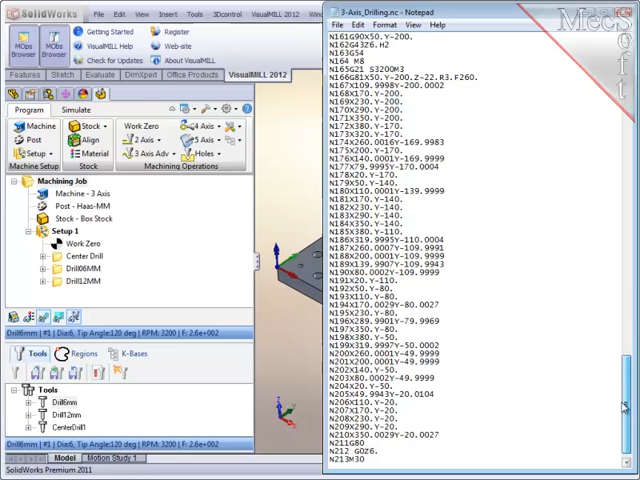 SolidWorks
File Edit View Insert Tools 3Dcontrol VisualMILL 2012
MOps Browser
MObs Browser
Getting Started
Register
VisualMILL Help
Web-site
Check for Updates
About VisualMILL
Features Sketch Evaluate DimXpert Office Products VisualMILL 2012
Program Simulate
Machine
Stock
Work Zero
4 Axis
Post
Align
2 Axis
5 Axis
Setup
Material
3 Axis Adv
Holes
Machine Setup Stock Machining Operations
Machining Job
Machine - 3 Axis
Post - Haas-MM
Stock - Box Stock
Setup 1
Work Zero
Center Drill
Drill06MM
Drill12MM
Drill6mm | #1 | Dia:6, Tip Angle:120 deg | RPM: 3200 | F: 2.6e+002
Tools Regions K-Bases
Tools
Drill6mm
Drill12mm
CenterDrill1
Drill6mm | #1 | Dia:6, Tip Angle:120 deg | RPM: 3200 | F: 2.6e+002
Model Motion Study 1
SolidWorks Premium 2011
3-Axis_Drilling.nc - Notepad
File Edit Format View Help
N161G90X50.Y-200.
N162G43Z6.H2
N163G54
N164 M8
N165G21 S3200M3
N166G81X50.Y-200.Z-22.R3.F260.
N167X109.9998Y-200.0002
N168X170.Y-200.
N169X230.Y-200.
N170X290.Y-200.
N171X350.Y-200.
N172X380.Y-170.
N173X320.Y-170.
N174X260.0016Y-169.9983
N175X200.Y-170.
N176X140.0001Y-169.9999
N177X79.9995Y-170.0004
N178X20.Y-170.
N179X50.Y-140.
N180X110.0001Y-139.9999
N181X170.Y-140.
N182X230.Y-140.
N183X290.Y-140.
N184X350.Y-140.
N185X380.Y-110.
N186X319.9995Y-110.0004
N187X260.0007Y-109.9991
N188X200.0001Y-109.9999
N189X139.9907Y-109.9943
N190X80.0002Y-109.9999
N191X20.Y-110.
N192X50.Y-80.
N193X110.Y-80.
N194X170.0029Y-80.0027
N195X230.Y-80.
N196X289.9901Y-79.9969
N197X350.Y-80.
N198X380.Y-50.
N199X319.9997Y-50.0002
N200X260.0001Y-49.9999
N201X200.0001Y-49.9999
N202X140.Y-50.
N203X80.0002Y-49.9999
N204X20.Y-50.
N205X49.9943Y-20.0104
N206X110.Y-20.
N207X170.Y-20.
N208X230.Y-20.
N209X290.Y-20.
N210X350.0029Y-20.0027
N211G80
N212 G0Z6.
N213M30
MecSoft